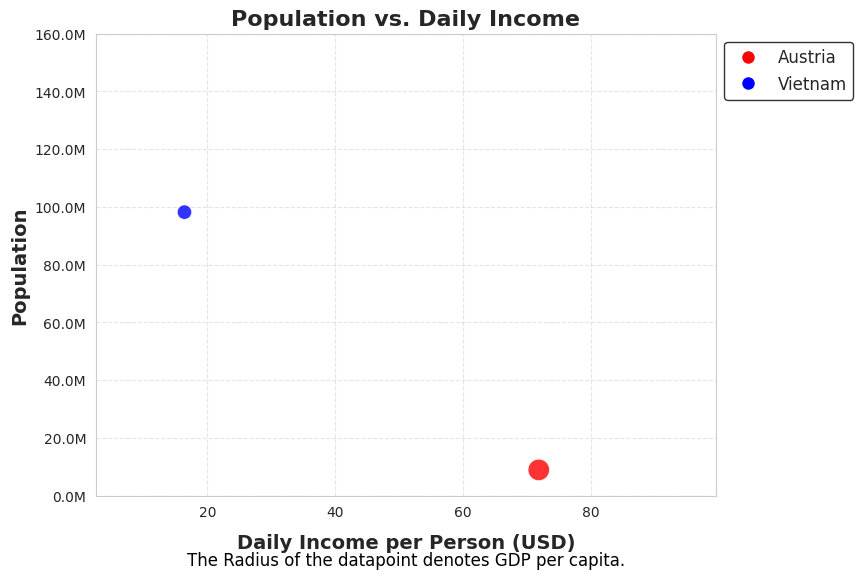 Population vs. Daily Income
160.0M
140.0M
120.0M
100.0M
80.0M
60.0M
40.0M
20.0M
0.0M
Population
20 40 60 80
Daily Income per Person (USD)
The Radius of the datapoint denotes GDP per capita.
Austria
Vietnam